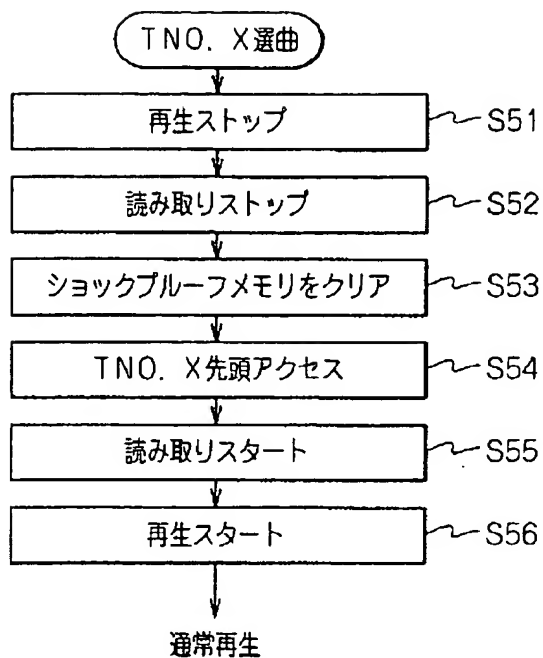 TNO. X選曲
再生ストップ S51
読み取りストップ S52
ショックプルーフメモリをクリア S53
TNO. X先頭アクセス S54
読み取りスタート S55
再生スタート S56
通常再生